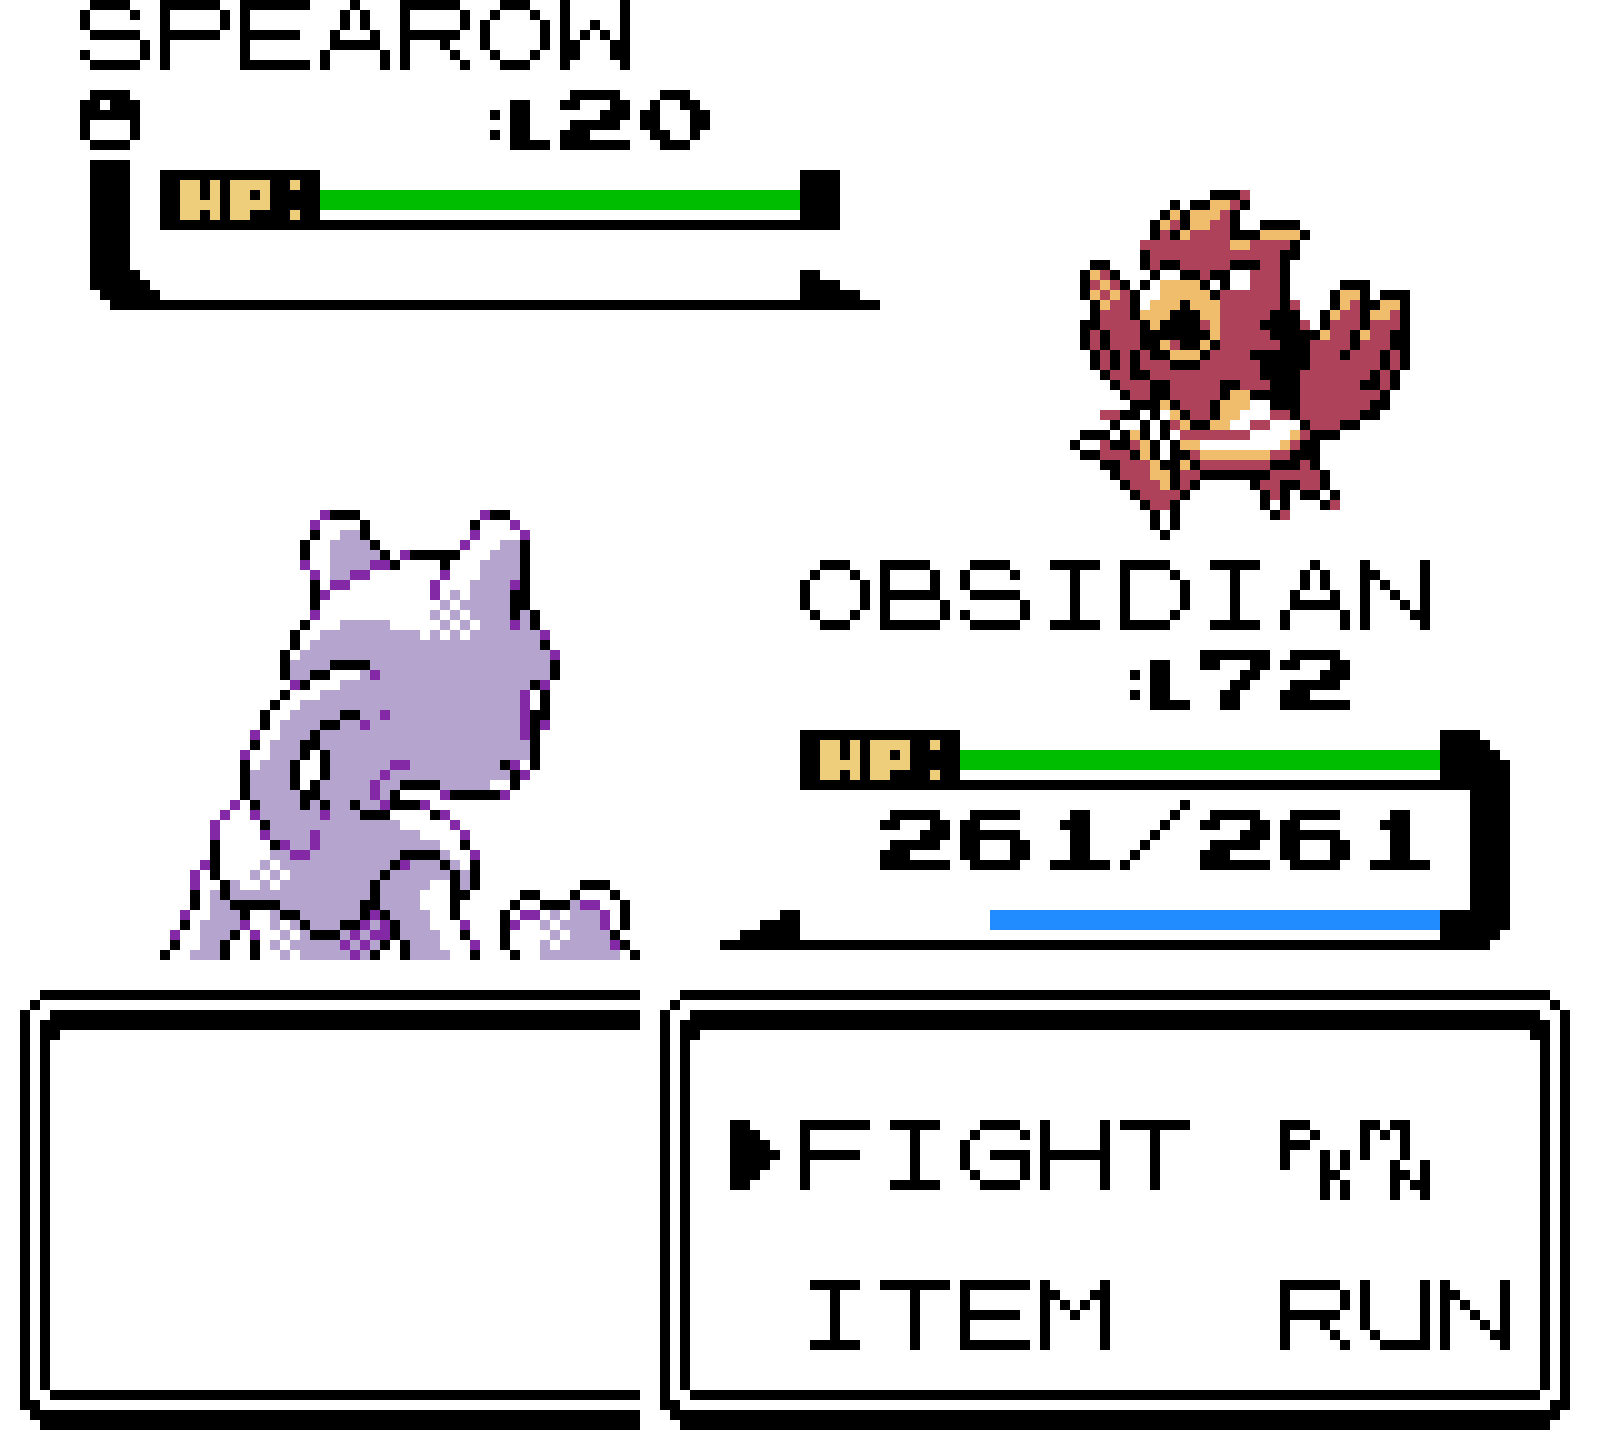 SPEAROW
:L20
HP:
OBSIDIAN
:L72
HP:
261/261
FIGHT PKMN
ITEM RUN